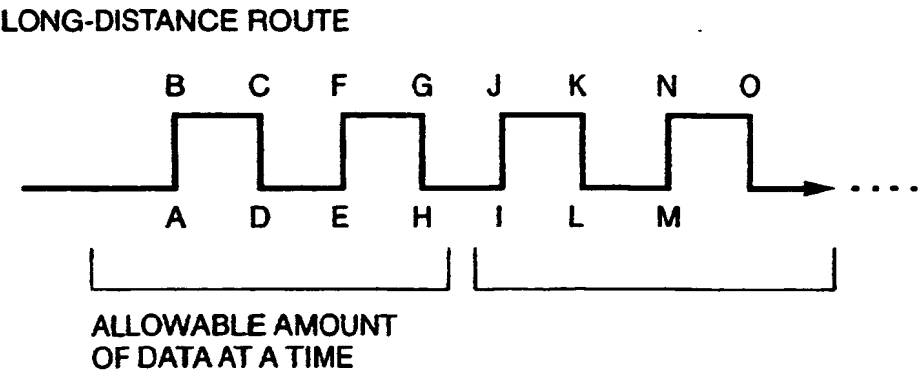 LONG-DISTANCE ROUTE
B C F G J K N O
A D E H I L M
ALLOWABLE AMOUNT
OF DATA AT A TIME